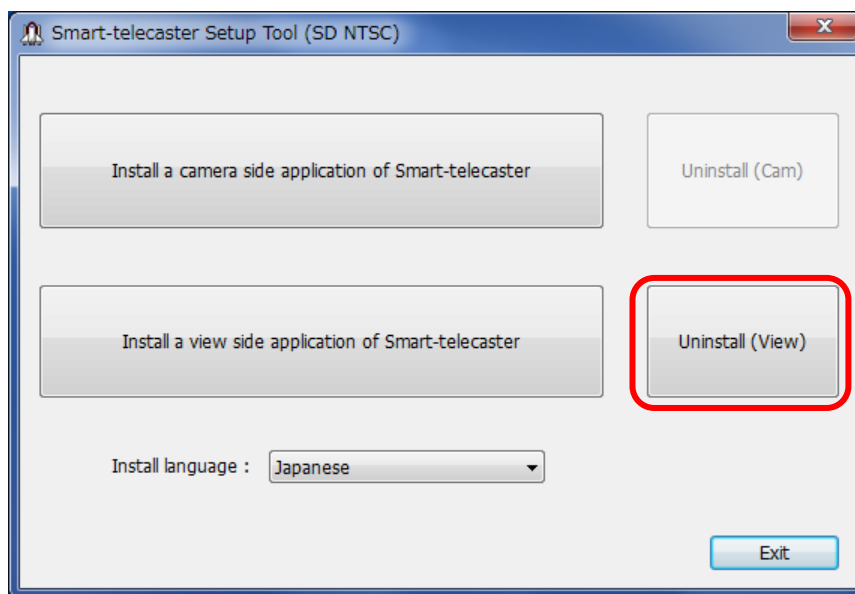 Smart-telecaster Setup Tool (SD NTSC)
Install a camera side application of Smart-telecaster
Uninstall (Cam)
Install a view side application of Smart-telecaster
Uninstall (View)
Install language : Japanese
Exit